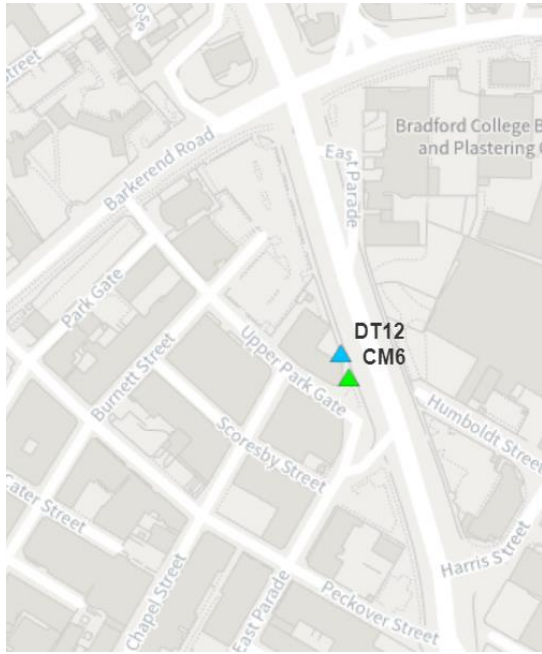 ose
Street
Bradford College B
and Plastering C
East
Parade
Barkerend Road
Park Gate
DT12
CM6
Burnett Street
Upper Park Gate
Humboldt Street
Scoresby Street
cater Street
Harris Street
Chapel Street
East Parade
Peckover Street